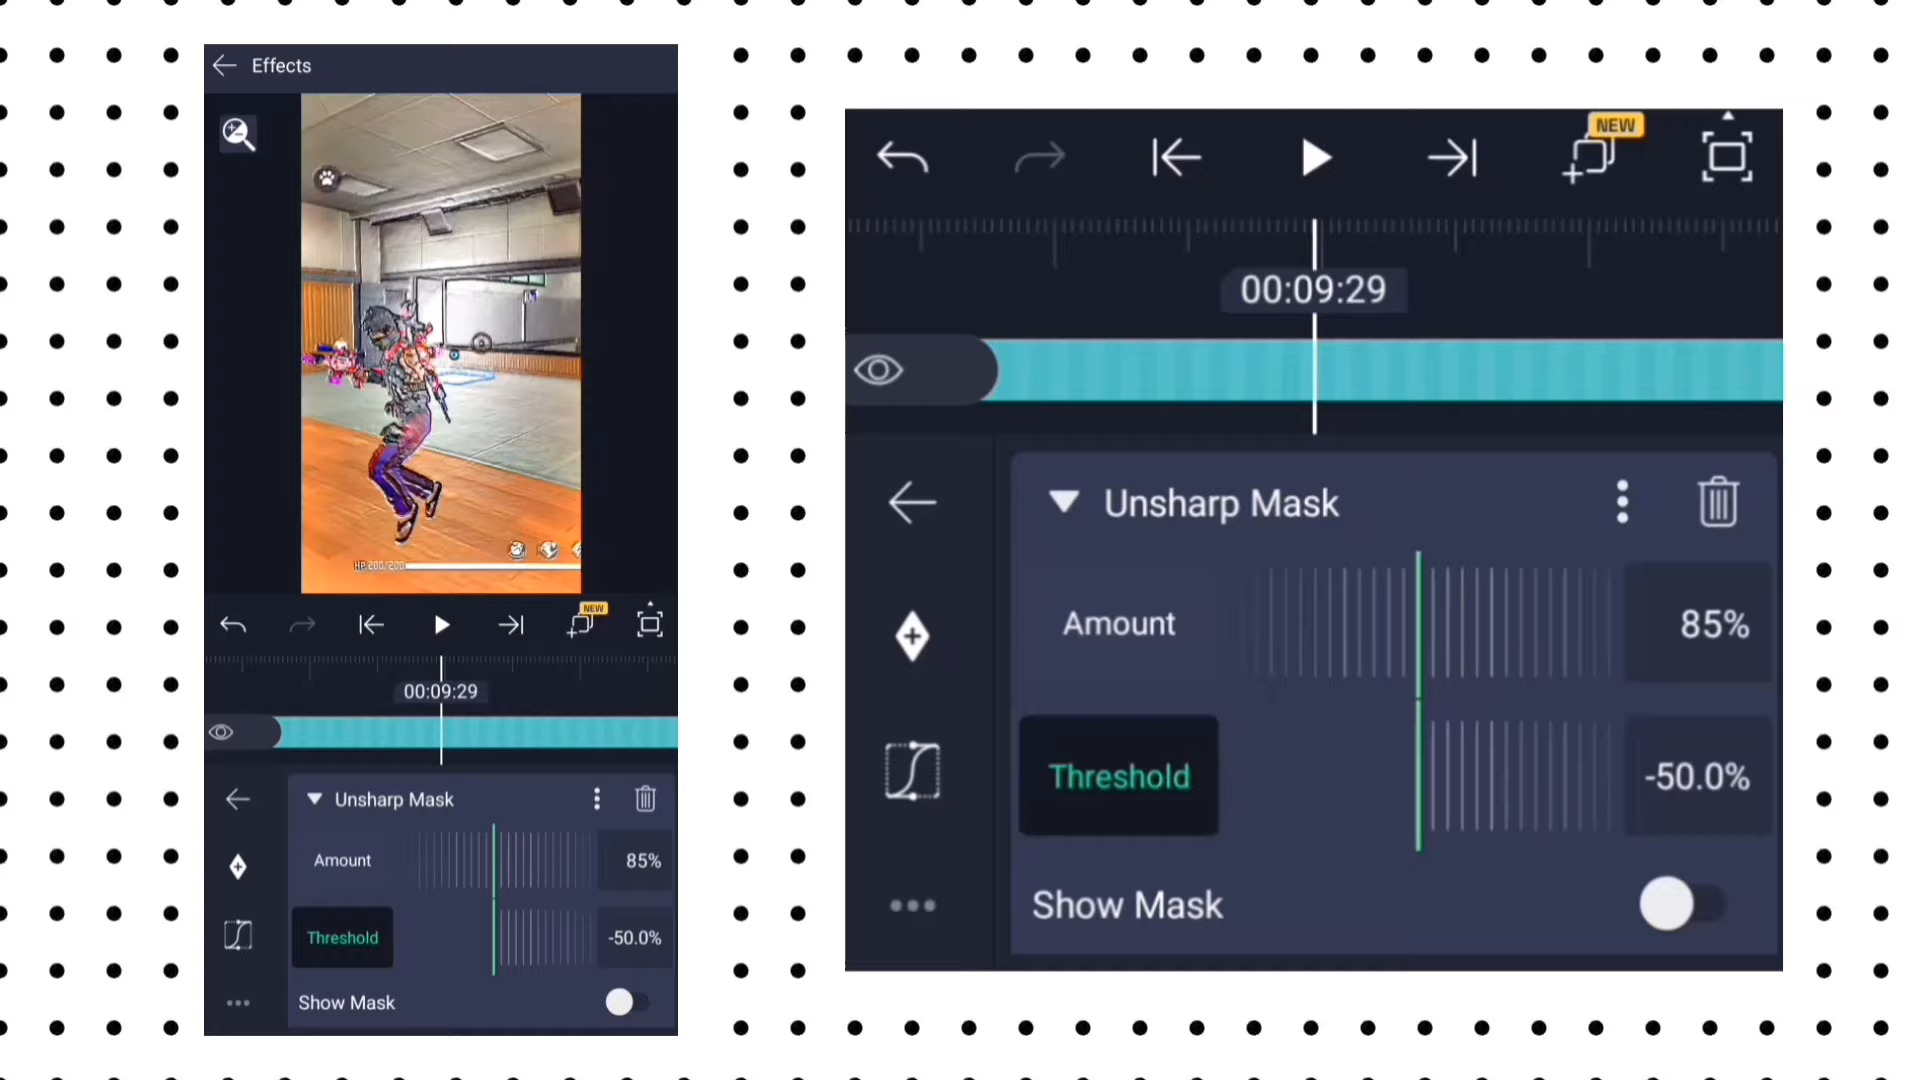 Effects
HP 200/200
NEW
00:09:29
Unsharp Mask
Amount
85%
Threshold
-50.0%
Show Mask
NEW
00:09:29
Unsharp Mask
Amount
85%
Threshold
-50.0%
Show Mask